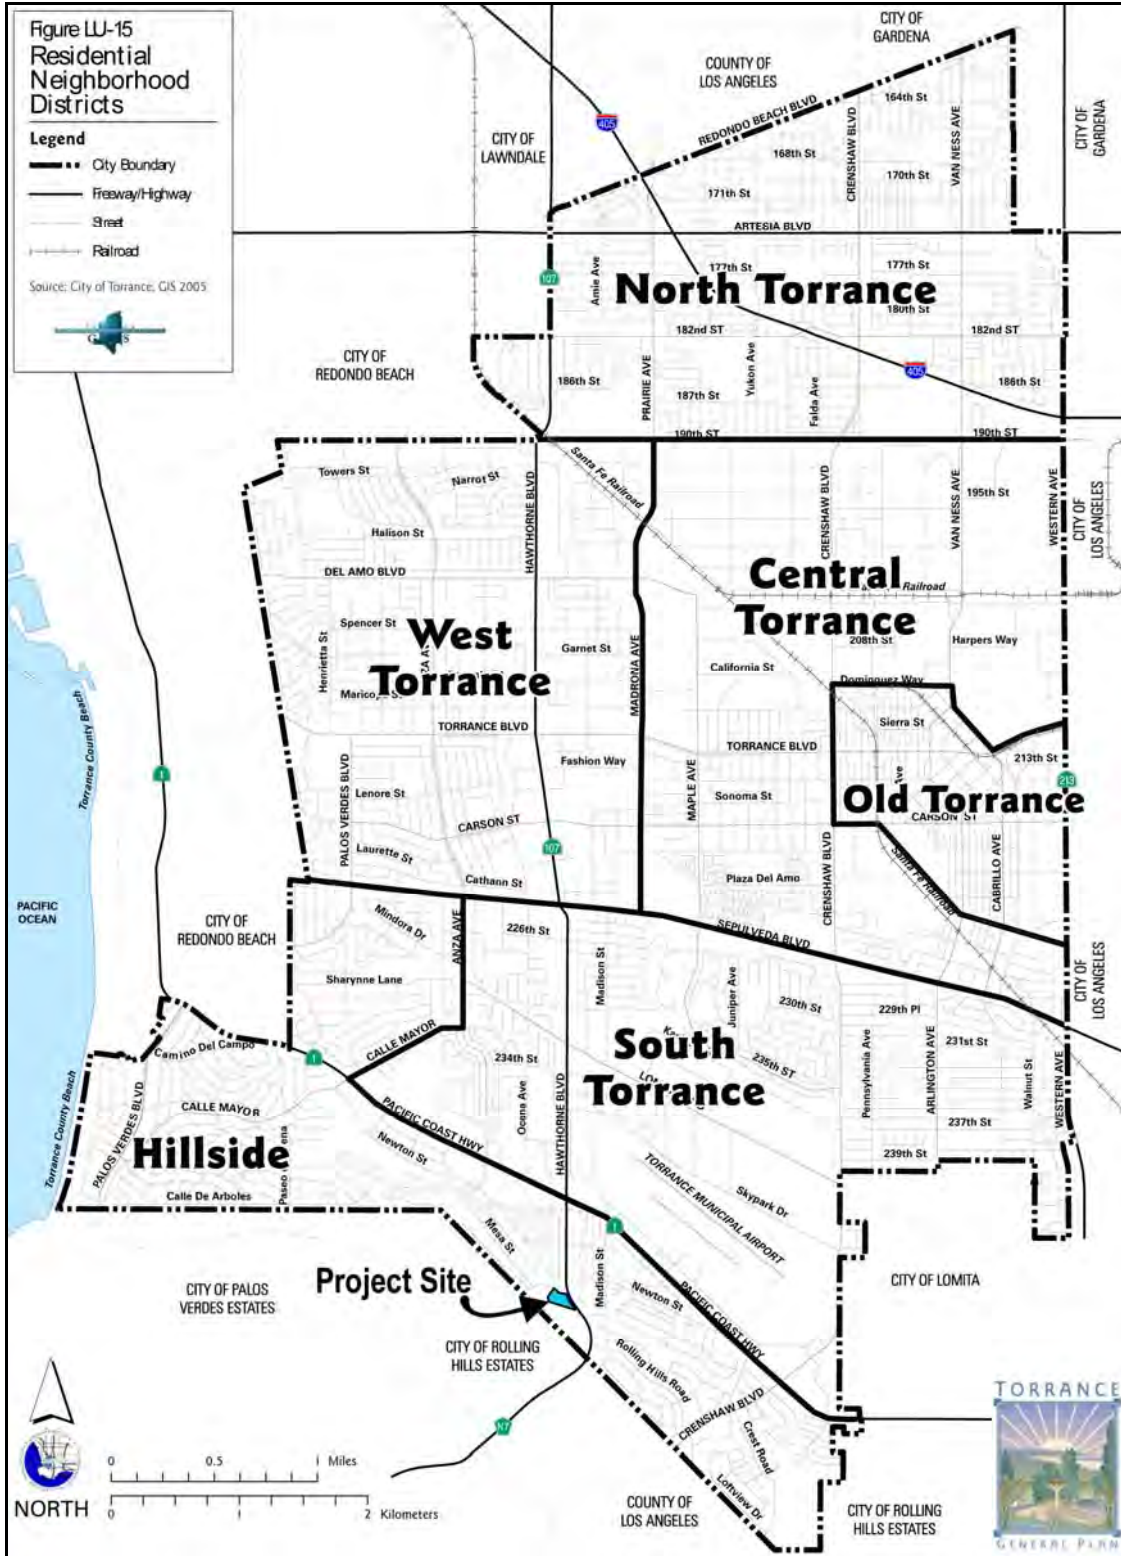 Figure LU-15
Residential
Neighborhood
Districts
Legend
City Boundary
Freeway/Highway
Street
Railroad
Source: City of Torrance, GIS 2005
CITY OF
GARDENA
COUNTY OF
LOS ANGELES
164th St
REDONDO BEACH BLVD
CITY OF
GARDENA
405
CITY OF
LAWNDALE
CRENSHAW BLVD
VAN NESS AVE
168th St
170th St
171st St
ARTESIA BLVD
107
Amie Ave
177th St
177th St
North Torrance
180th St
182nd ST
182nd ST
CITY OF
REDONDO BEACH
186th St
PRAIRIE AVE
187th St
Yukon Ave
Falda Ave
405
186th St
190th ST
190th ST
Towers St
Narrot St
HAWTHORNE BLVD
Santa Fe Railroad
CRENSHAW BLVD
VAN NESS AVE
195th St
WESTERN AVE
CITY OF
LOS ANGELES
Halison St
DEL AMO BLVD
Central
Torrance
Railroad
Spencer St
West
Torrance
Henrietta St
Garnet St
MADRONA AVE
208th St
Harpers Way
California St
Maricopa St
Dominguez Way
Sierra St
TORRANCE BLVD
TORRANCE BLVD
213th St
Fashion Way
PALOS VERDES BLVD
MAPLE AVE
1
Torrance County Beach
213
Lenore St
Sonoma St
Ave
Old Torrance
CARSON ST
CARSON ST
107
Laurette St
Cathann St
Plaza Del Amo
CRENSHAW BLVD
Santa Fe Railroad
CABRILLO AVE
PACIFIC
OCEAN
CITY OF
REDONDO BEACH
Mindora Dr
ANZA AVE
226th St
SEPULVEDA BLVD
Sharynne Lane
Madison St
Juniper Ave
230th St
229th Pl
CITY OF
LOS ANGELES
CALLE MAYOR
South
Torrance
231st St
Camino Del Campo
1
234th St
235th ST
Pennsylvania Ave
ARLINGTON AVE
Walnut St
WESTERN AVE
Torrance County Beach
PALOS VERDES BLVD
CALLE MAYOR
PACIFIC COAST HWY
Ocena Ave
HAWTHORNE BLVD
237th St
Hillside
Newton St
239th St
TORRANCE MUNICIPAL AIRPORT
Skypark Dr
Calle De Arboles
Mesa St
1
CITY OF PALOS
VERDES ESTATES
Project Site
Madison St
Newton St
PACIFIC COAST HWY
CITY OF LOMITA
CITY OF ROLLING
HILLS ESTATES
Rolling Hills Road
CRENSHAW BLVD
Crest Road
N7
Loftview Dr
NORTH
0 0.5 1 Miles
0 1 2 Kilometers
COUNTY OF
LOS ANGELES
CITY OF ROLLING
HILLS ESTATES
TORRANCE
GENERAL PLAN